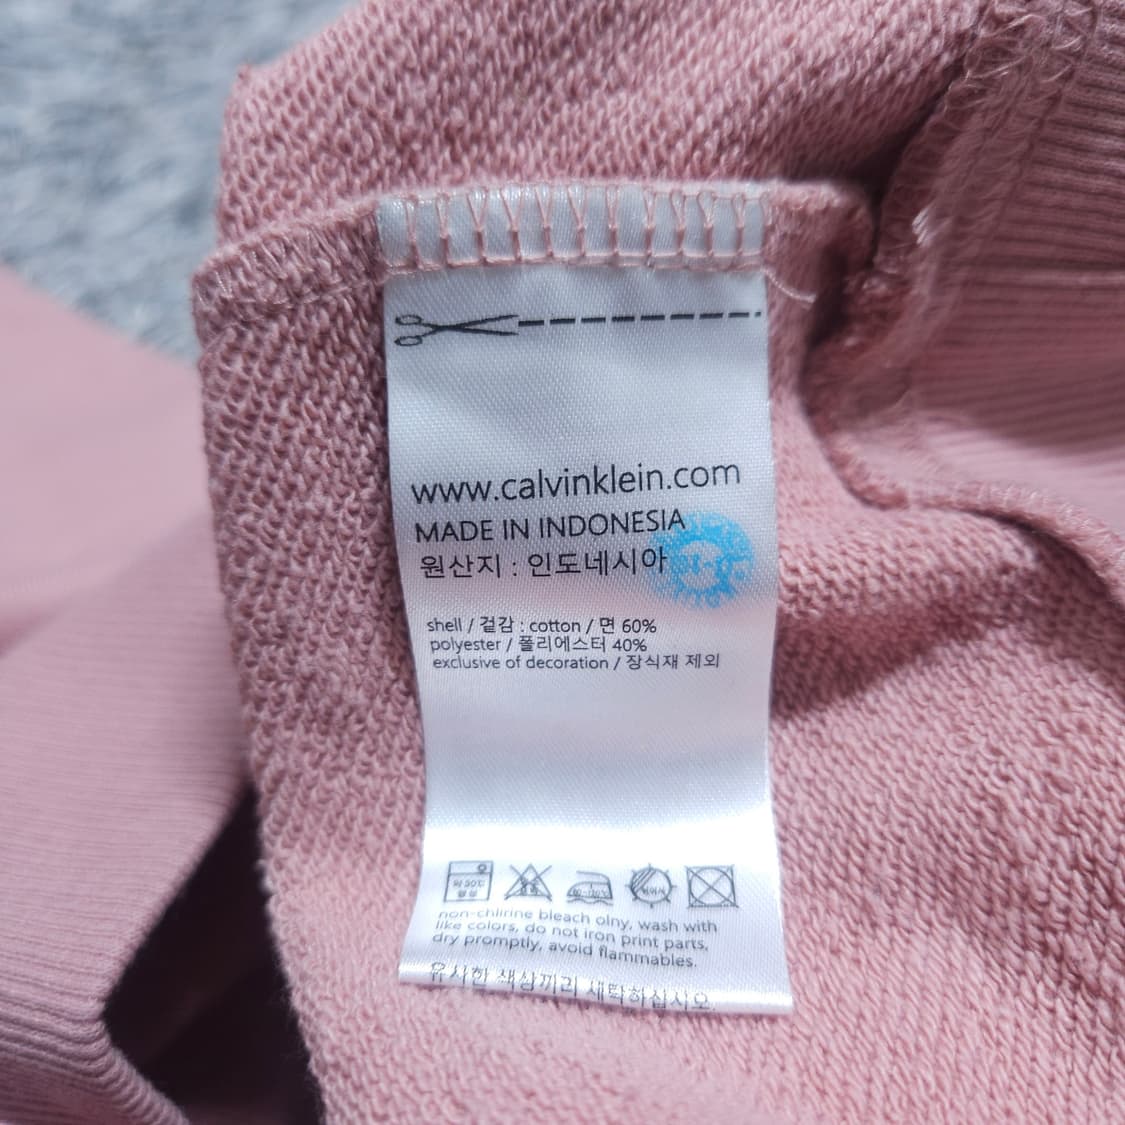 www.calvinklein.com
MADE IN INDONESIA
원산지 : 인도네시아
shell / 겉감 : cotton / 면 60%
polyester / 폴리에스터 40%
exclusive of decoration / 장식재 제외
약 30℃
non-chlirine bleach olny, wash with
like colors, do not iron print parts,
dry promptly, avoid flammables.
유사한 색상끼리 세탁하십시오.